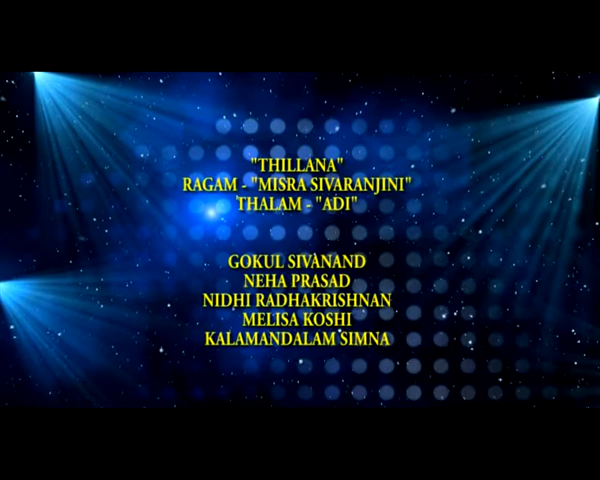 "THILLANA"
RAGAM - "MISRA SIVARANJINI"
THALAM - "ADI"
GOKUL SIVANAND
NEHA PRASAD
NIDHI RADHAKRISHNAN
MELISA KOSHI
KALAMANDALAM SIMNA